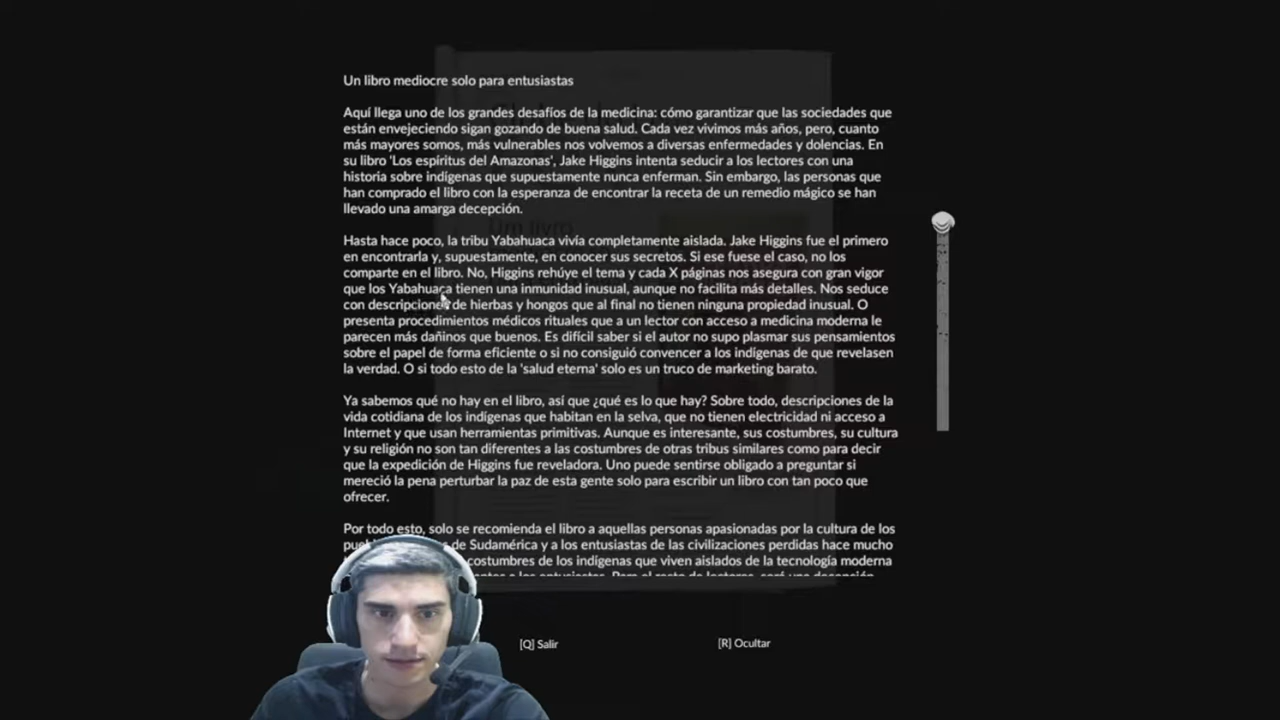 Un libro mediocre solo para entusiastas
Aquí llega uno de los grandes desafíos de la medicina: cómo garantizar que las sociedades que
están envejeciendo sigan gozando de buena salud. Cada vez vivimos más años, pero, cuanto
más mayores somos, más vulnerables nos volvemos a diversas enfermedades y dolencias. En
su libro 'Los espíritus del Amazonas', Jake Higgins intenta seducir a los lectores con una
historia sobre indígenas que supuestamente nunca enferman. Sin embargo, las personas que
han comprado el libro con la esperanza de encontrar la receta de un remedio mágico se han
llevado una amarga decepción.
Hasta hace poco, la tribu Yabahuaca vivía completamente aislada. Jake Higgins fue el primero
en encontrarla y, supuestamente, en conocer sus secretos. Si ese fuese el caso, no los
comparte en el libro. No, Higgins rehúye el tema y cada X páginas nos asegura con gran vigor
que los Yabahuaca tienen una inmunidad inusual, aunque no facilita más detalles. Nos seduce
con descripciones de hierbas y hongos que al final no tienen ninguna propiedad inusual. O
presenta procedimientos médicos rituales que a un lector con acceso a medicina moderna le
parecen más dañinos que buenos. Es difícil saber si el autor no supo plasmar sus pensamientos
sobre el papel de forma eficiente o si no consiguió convencer a los indígenas de que revelasen
la verdad. O si todo esto de la 'salud eterna' solo es un truco de marketing barato.
Ya sabemos qué no hay en el libro, así que ¿qué es lo que hay? Sobre todo, descripciones de la
vida cotidiana de los indígenas que habitan en la selva, que no tienen electricidad ni acceso a
Internet y que usan herramientas primitivas. Aunque es interesante, sus costumbres, su cultura
y su religión no son tan diferentes a las costumbres de otras tribus similares como para decir
que la expedición de Higgins fue reveladora. Uno puede sentirse obligado a preguntar si
mereció la pena perturbar la paz de esta gente solo para escribir un libro con tan poco que
ofrecer.
Por todo esto, solo se recomienda el libro a aquellas personas apasionadas por la cultura de los
de Sudamérica y a los entusiastas de las civilizaciones perdidas hace mucho
costumbres de los indígenas que viven aislados de la tecnología moderna
a los entusiastas. Para el resto de lectores, será una decepción
[Q] Salir
[R] Ocultar